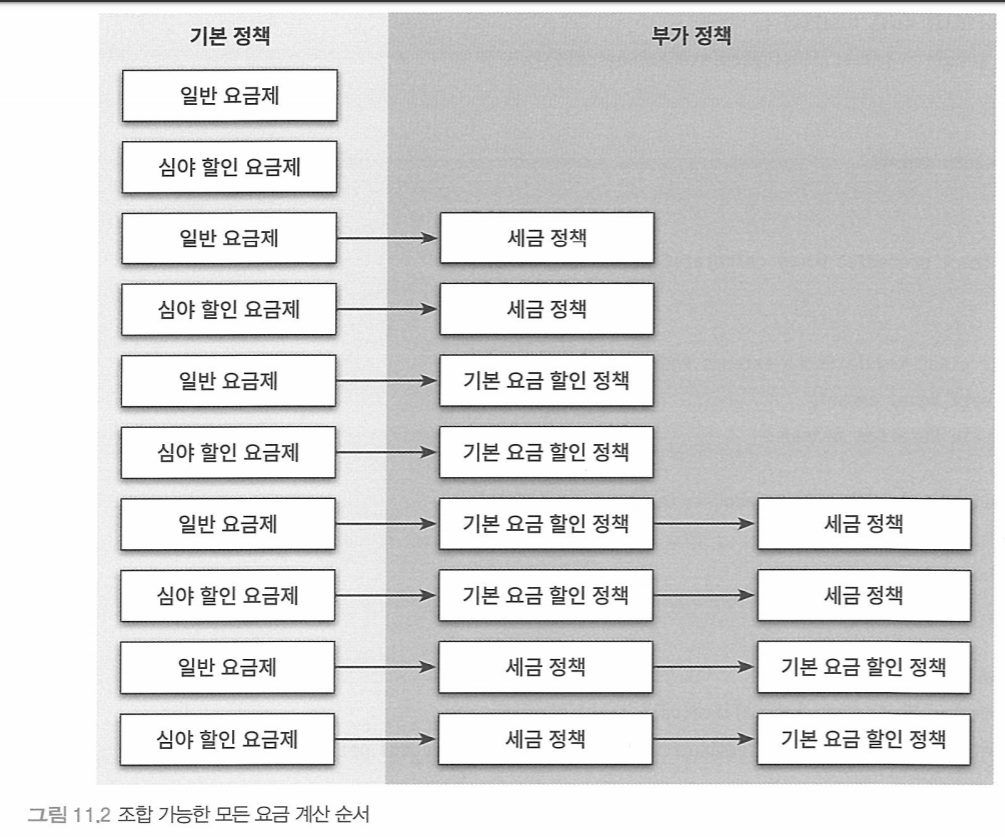 기본 정책 부가 정책
일반 요금제
심야 할인 요금제
일반 요금제 세금 정책
심야 할인 요금제 세금 정책
일반 요금제 기본 요금 할인 정책
심야 할인 요금제 기본 요금 할인 정책
일반 요금제 기본 요금 할인 정책 세금 정책
심야 할인 요금제 기본 요금 할인 정책 세금 정책
일반 요금제 세금 정책 기본 요금 할인 정책
심야 할인 요금제 세금 정책 기본 요금 할인 정책
그림 11.2 조합 가능한 모든 요금 계산 순서